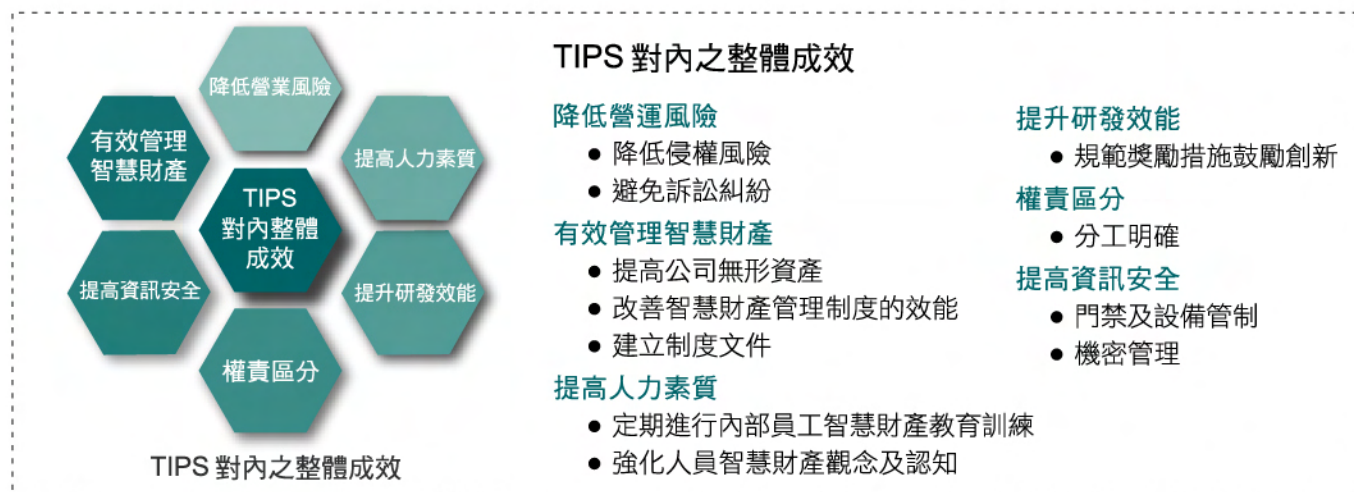 降低營業風險
有效管理
智慧財產
提高人力素質
TIPS
對內整體
成效
提高資訊安全
提升研發效能
權責區分
TIPS 對內之整體成效
TIPS 對內之整體成效
降低營運風險
● 降低侵權風險
● 避免訴訟糾紛
有效管理智慧財產
● 提高公司無形資產
● 改善智慧財產管理制度的效能
● 建立制度文件
提高人力素質
● 定期進行內部員工智慧財產教育訓練
● 強化人員智慧財產觀念及認知
提升研發效能
● 規範獎勵措施鼓勵創新
權責區分
● 分工明確
提高資訊安全
● 門禁及設備管制
● 機密管理